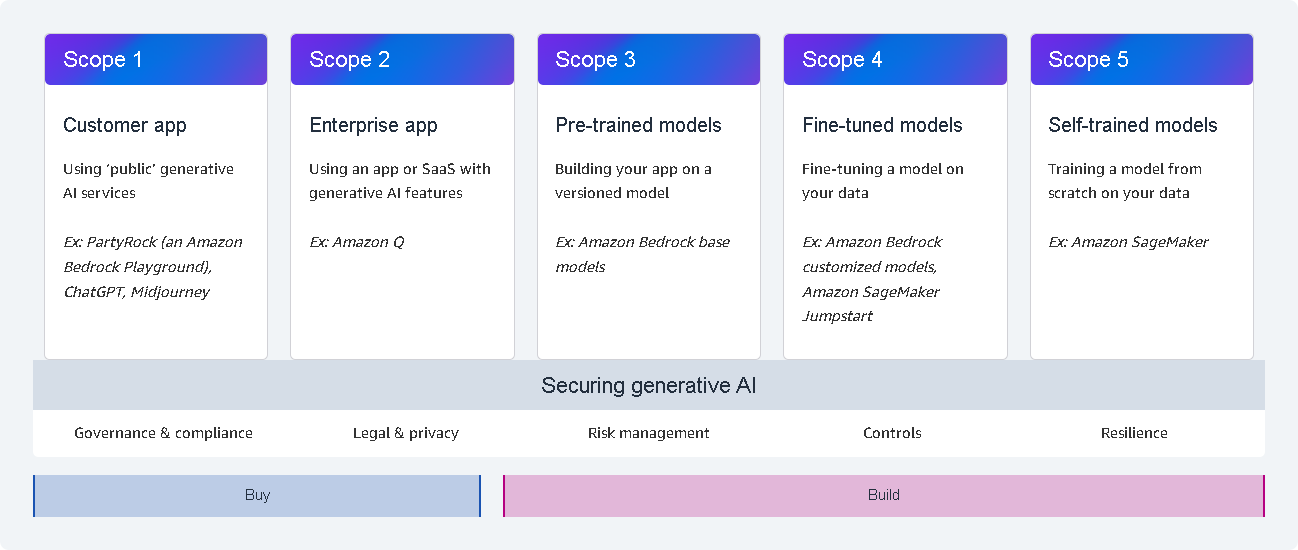 Scope 1
Customer app
Using ‘public’ generative
AI services
Ex: PartyRock (an Amazon
Bedrock Playground),
ChatGPT, Midjourney
Scope 2
Enterprise app
Using an app or SaaS with
generative AI features
Ex: Amazon Q
Scope 3
Pre-trained models
Building your app on a
versioned model
Ex: Amazon Bedrock base
models
Scope 4
Fine-tuned models
Fine-tuning a model on
your data
Ex: Amazon Bedrock
customized models,
Amazon SageMaker
Jumpstart
Scope 5
Self-trained models
Training a model from
scratch on your data
Ex: Amazon SageMaker
Securing generative AI
Governance & compliance
Legal & privacy
Risk management
Controls
Resilience
Buy
Build